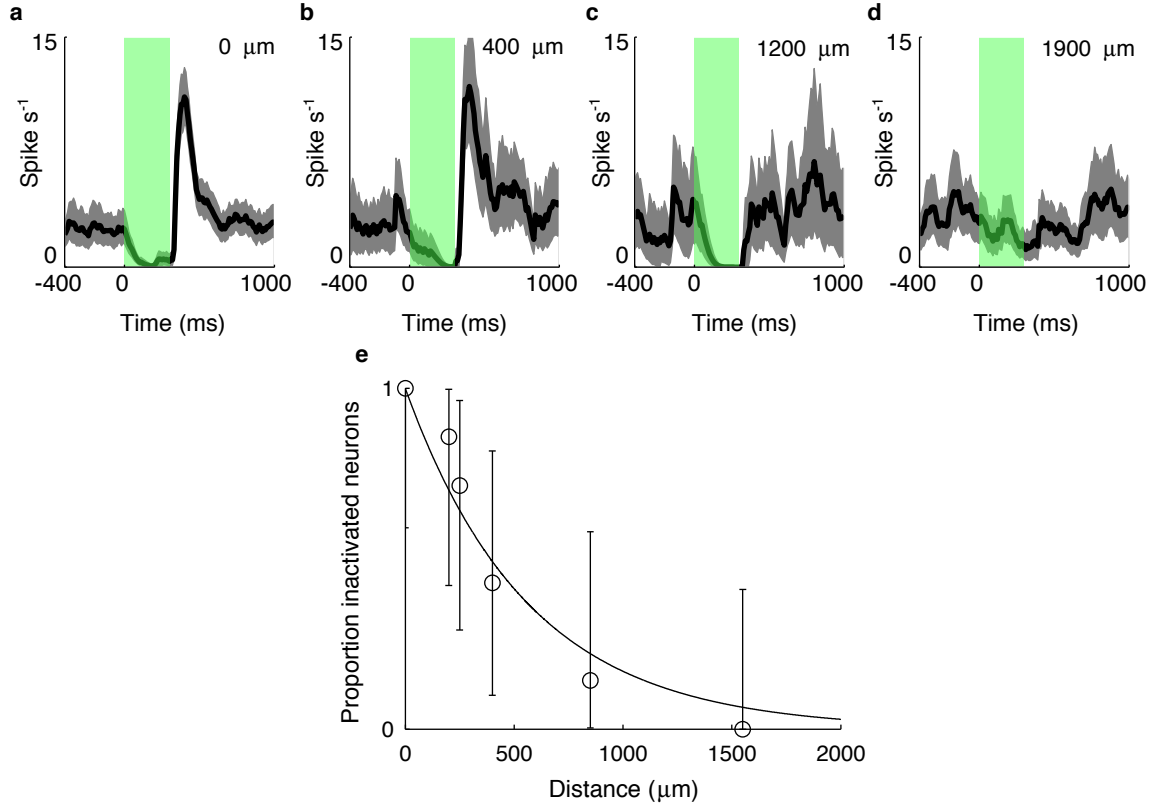 a
15
0 μm
Spike s-1
0
-400
0
1000
Time (ms)
b
15
400 μm
Spike s-1
0
-400
0
1000
Time (ms)
c
15
1200 μm
Spike s-1
0
-400
0
1000
Time (ms)
d
15
1900 μm
Spike s-1
0
-400
0
1000
Time (ms)
e
1
Proportion inactivated neurons
0
0
500
1000
1500
2000
Distance (μm)